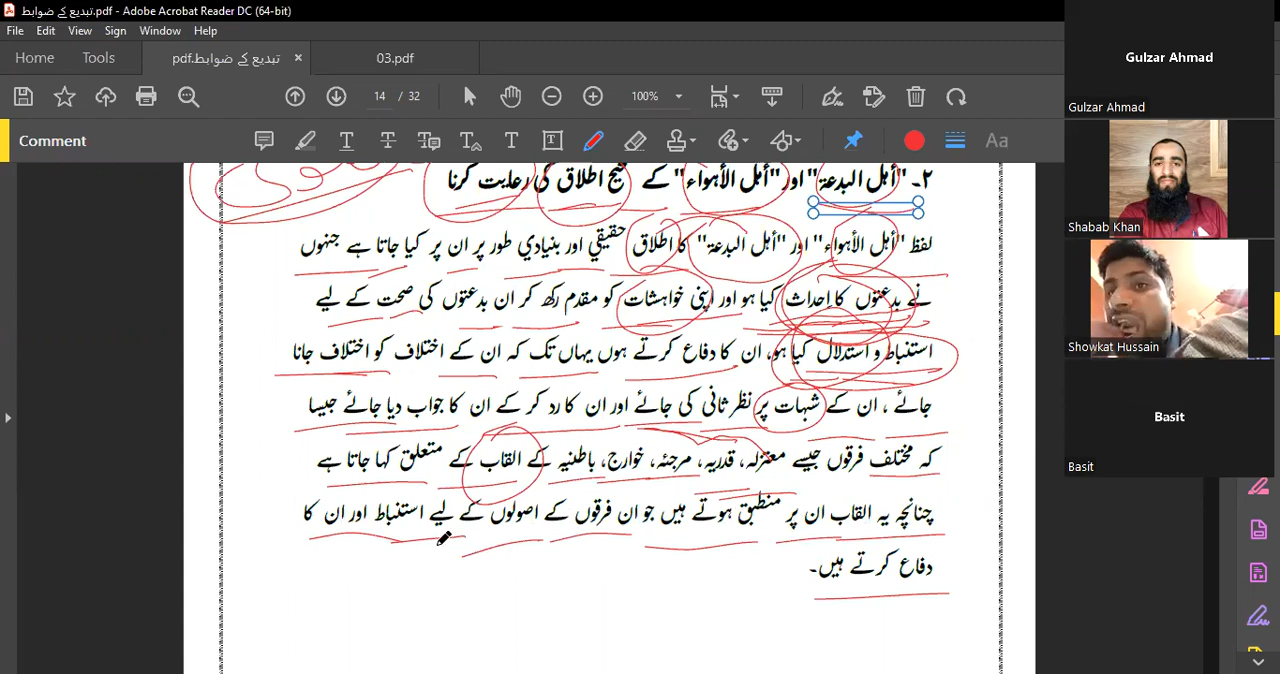 تبدیع کے ضوابط.pdf - Adobe Acrobat Reader DC (64-bit)
File Edit View Sign Window Help
Home Tools تبدیع کے ضوابط.pdf × 03.pdf
14 / 32 100%
Comment
Aa
۲۔ "أہل البدعۃ" اور "أہل الأہواء" کے صحیح اطلاق کی رعایت کرنا
لفظ "أہل الأہواء" اور "أہل البدعۃ" کا اطلاق حقیقي اور بنیادي طور پر ان پر کیا جاتا ہے جنہوں
نے بدعتوں کا احداث کیا ہو اور اپنی خواہشات کو مقدم رکھ کر ان بدعتوں کی صحت کے لیے
استنباط و استدلال کیا ہو، ان کا دفاع کرتے ہوں یہاں تک کہ ان کے اختلاف کو اختلاف جانا
جائے ، ان کے شبہات پر نظر ثانی کی جائے اور ان کا رد کر کے ان کا جواب دیا جائے جیسا
کہ مختلف فرقوں جیسے معتزلہ، قدریہ، مرجئہ، خوارج، باطنیہ کے القاب کے متعلق کہا جاتا ہے
چنانچہ یہ القاب ان پر منطبق ہوتے ہیں جو ان فرقوں کے اصولوں کے لیے استنباط اور ان کا
دفاع کرتے ہیں۔
Gulzar Ahmad
Gulzar Ahmad
Shabab Khan
Showkat Hussain
Basit
Basit